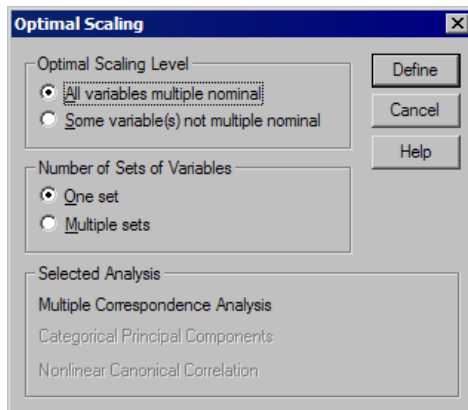 Optimal Scaling
Optimal Scaling Level
All variables multiple nominal
Some variable(s) not multiple nominal
Define
Cancel
Help
Number of Sets of Variables
One set
Multiple sets
Selected Analysis
Multiple Correspondence Analysis
Categorical Principal Components
Nonlinear Canonical Correlation